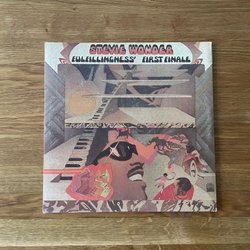 STEVIE WONDER
FULFILLINGNESS' FIRST FINALE